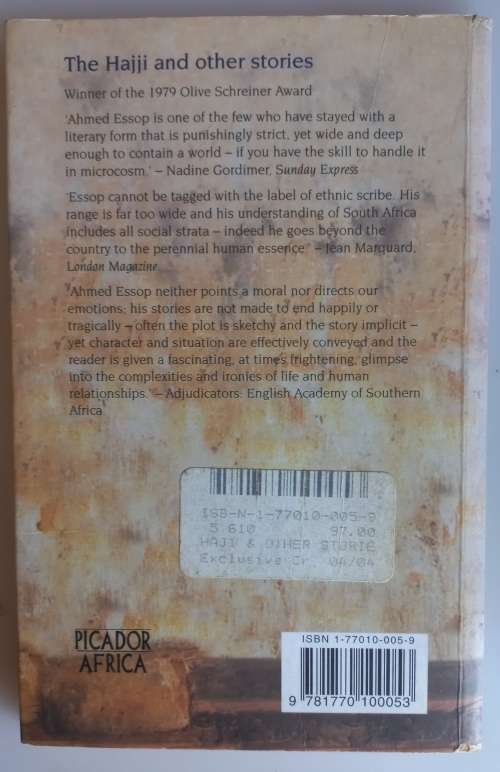 The Hajji and other stories
Winner of the 1979 Olive Schreiner Award
'Ahmed Essop is one of the few who have stayed with a
literary form that is punishingly strict, yet wide and deep
enough to contain a world – if you have the skill to handle it
in microcosm.' – Nadine Gordimer, Sunday Express
'Essop cannot be tagged with the label of ethnic scribe. His
range is far too wide and his understanding of South Africa
includes all social strata – indeed he goes beyond the
country to the perennial human essence.' – Jean Marquard,
London Magazine
'Ahmed Essop neither points a moral nor directs our
emotions; his stories are not made to end happily or
tragically – often the plot is sketchy and the story implicit –
yet character and situation are effectively conveyed and the
reader is given a fascinating, at times frightening, glimpse
into the complexities and ironies of life and human
relationships.' – Adjudicators: English Academy of Southern
Africa
ISB-N-1-77010-005-9
5 610 97.00
HAJI & OTHER STORIE
Exclusive Cr 04/04
PICADOR
AFRICA
ISBN 1-77010-005-9
9 781770 100053